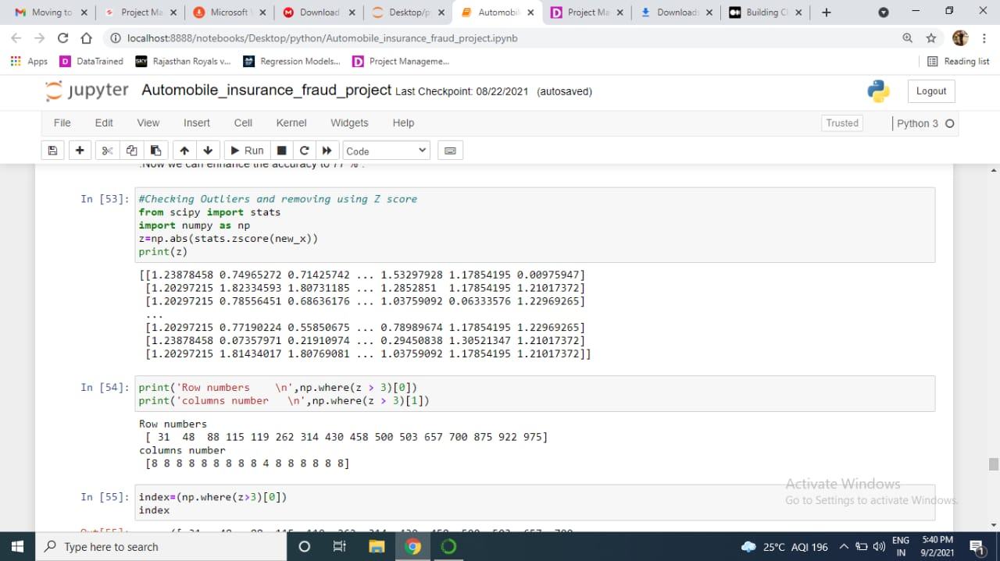 Moving to
Project Ma
Microsoft
Download
Desktop/p
Automobil
Project Ma
Download
Building C
localhost:8888/notebooks/Desktop/python/Automobile_insurance_fraud_project.ipynb
Apps
DataTrained
SKY
Rajasthan Royals v...
Regression Models...
Project Manageme...
Reading list
jupyter Automobile_insurance_fraud_project Last Checkpoint: 08/22/2021 (autosaved)
Logout
File Edit View Insert Cell Kernel Widgets Help
Trusted
Python 3
Run
Code
.Now we can enhance the accuracy to 77 % .
In [53]:
#Checking Outliers and removing using Z score
from scipy import stats
import numpy as np
z=np.abs(stats.zscore(new_x))
print(z)
[[1.23878458 0.74965272 0.71425742 ... 1.53297928 1.17854195 0.00975947]
[1.20297215 1.82334593 1.80731185 ... 1.2852851  1.17854195 1.21017372]
[1.20297215 0.78556451 0.68636176 ... 1.03759092 0.06333576 1.22969265]
...
[1.20297215 0.77190224 0.55850675 ... 0.78989674 1.17854195 1.22969265]
[1.23878458 0.07357971 0.21910974 ... 0.29450838 1.30521347 1.21017372]
[1.20297215 1.81434017 1.80769081 ... 1.03759092 1.17854195 1.21017372]]
In [54]:
print('Row numbers    \n',np.where(z > 3)[0])
print('columns number   \n',np.where(z > 3)[1])
Row numbers
[ 31  48  88 115 119 262 314 430 458 500 503 657 700 875 922 975]
columns number
[8 8 8 8 8 8 8 8 8 4 8 8 8 8 8 8]
In [55]:
index=(np.where(z>3)[0])
index
Activate Windows
Go to Settings to activate Windows.
Type here to search
25°C AQI 196
ENG
IN
5:40 PM
9/2/2021
1